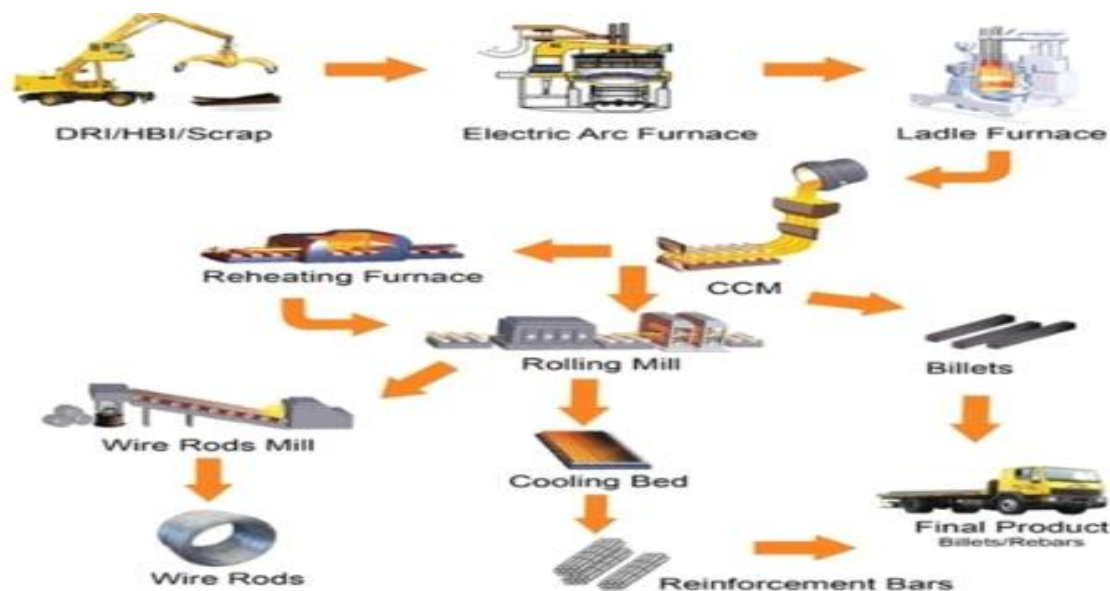 DRI/HBI/Scrap
Electric Arc Furnace
Ladle Furnace
Reheating Furnace
CCM
Rolling Mill
Billets
Wire Rods Mill
Cooling Bed
Final Product
Billets/Rebars
Wire Rods
Reinforcement Bars